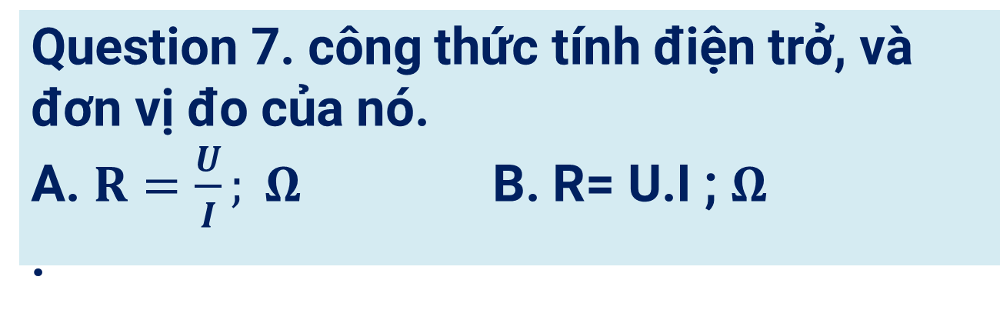 Question 7. công thức tính điện trở, và
đơn vị đo của nó.
A. R = U/I; Ω B. R= U.I ; Ω
.